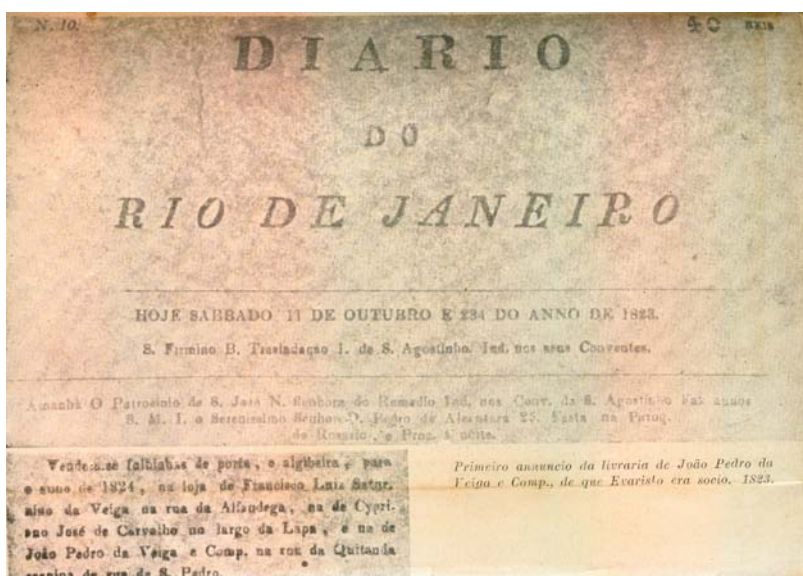 N. 10.
40 REIS
DIARIO
DO
RIO DE JANEIRO
HOJE SABBADO 11 DE OUTUBRO E 284 DO ANNO DE 1823.
S. Firmino B. Trasladação 1. de S. Agostinho. Ind. nos seus Conventes.
Amanhã O Patrocinio de S. José N. Senhora do Remedio Ind. nos Conv. de S. Agostinho Faz annos
S. M. I. o Serenissimo Senhor D. Pedro de Alcantara 25. Festa na Paroq.
do Rosario, e Proc. á noite.
Vendem-se folhinhas de porta, e algibeira, para
o anno de 1824, na loja de Francisco Luiz Satur.
nino da Veiga na rua da Alfandega, na de Cypri.
ano José de Carvalho no largo da Lapa, e na de
João Pedro da Veiga e Comp. na rua da Quitanda
esquina da rua de S. Pedro.
Primeiro annuncio da livraria de João Pedro da
Veiga e Comp., de que Evaristo era socio. 1823.